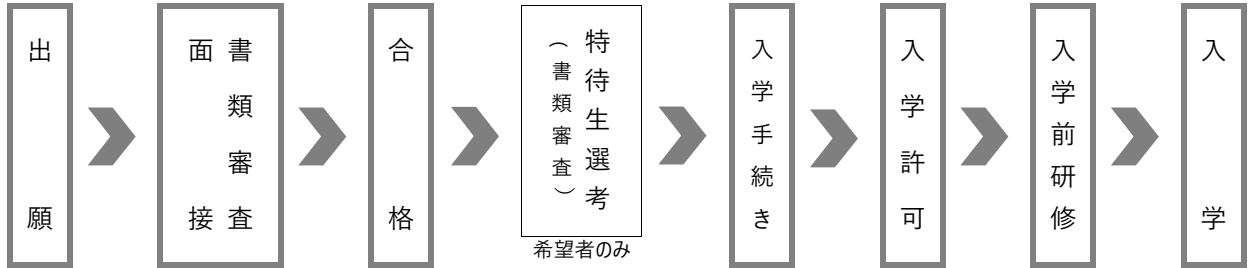 出願
書類審査
面接
合格
特待生選考
（書類審査）
希望者のみ
入学手続き
入学許可
入学前研修
入学